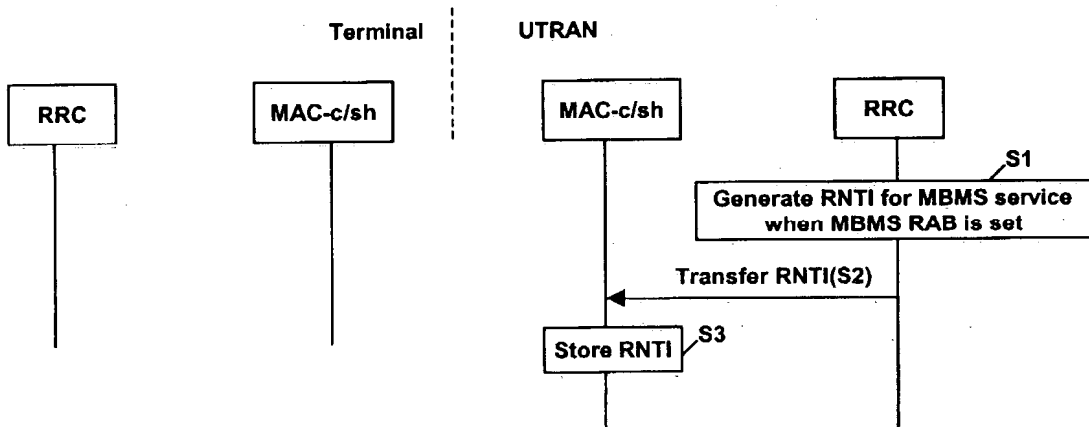 Terminal
UTRAN
RRC
MAC-c/sh
MAC-c/sh
RRC
S1
Generate RNTI for MBMS service
when MBMS RAB is set
Transfer RNTI(S2)
Store RNTI
S3